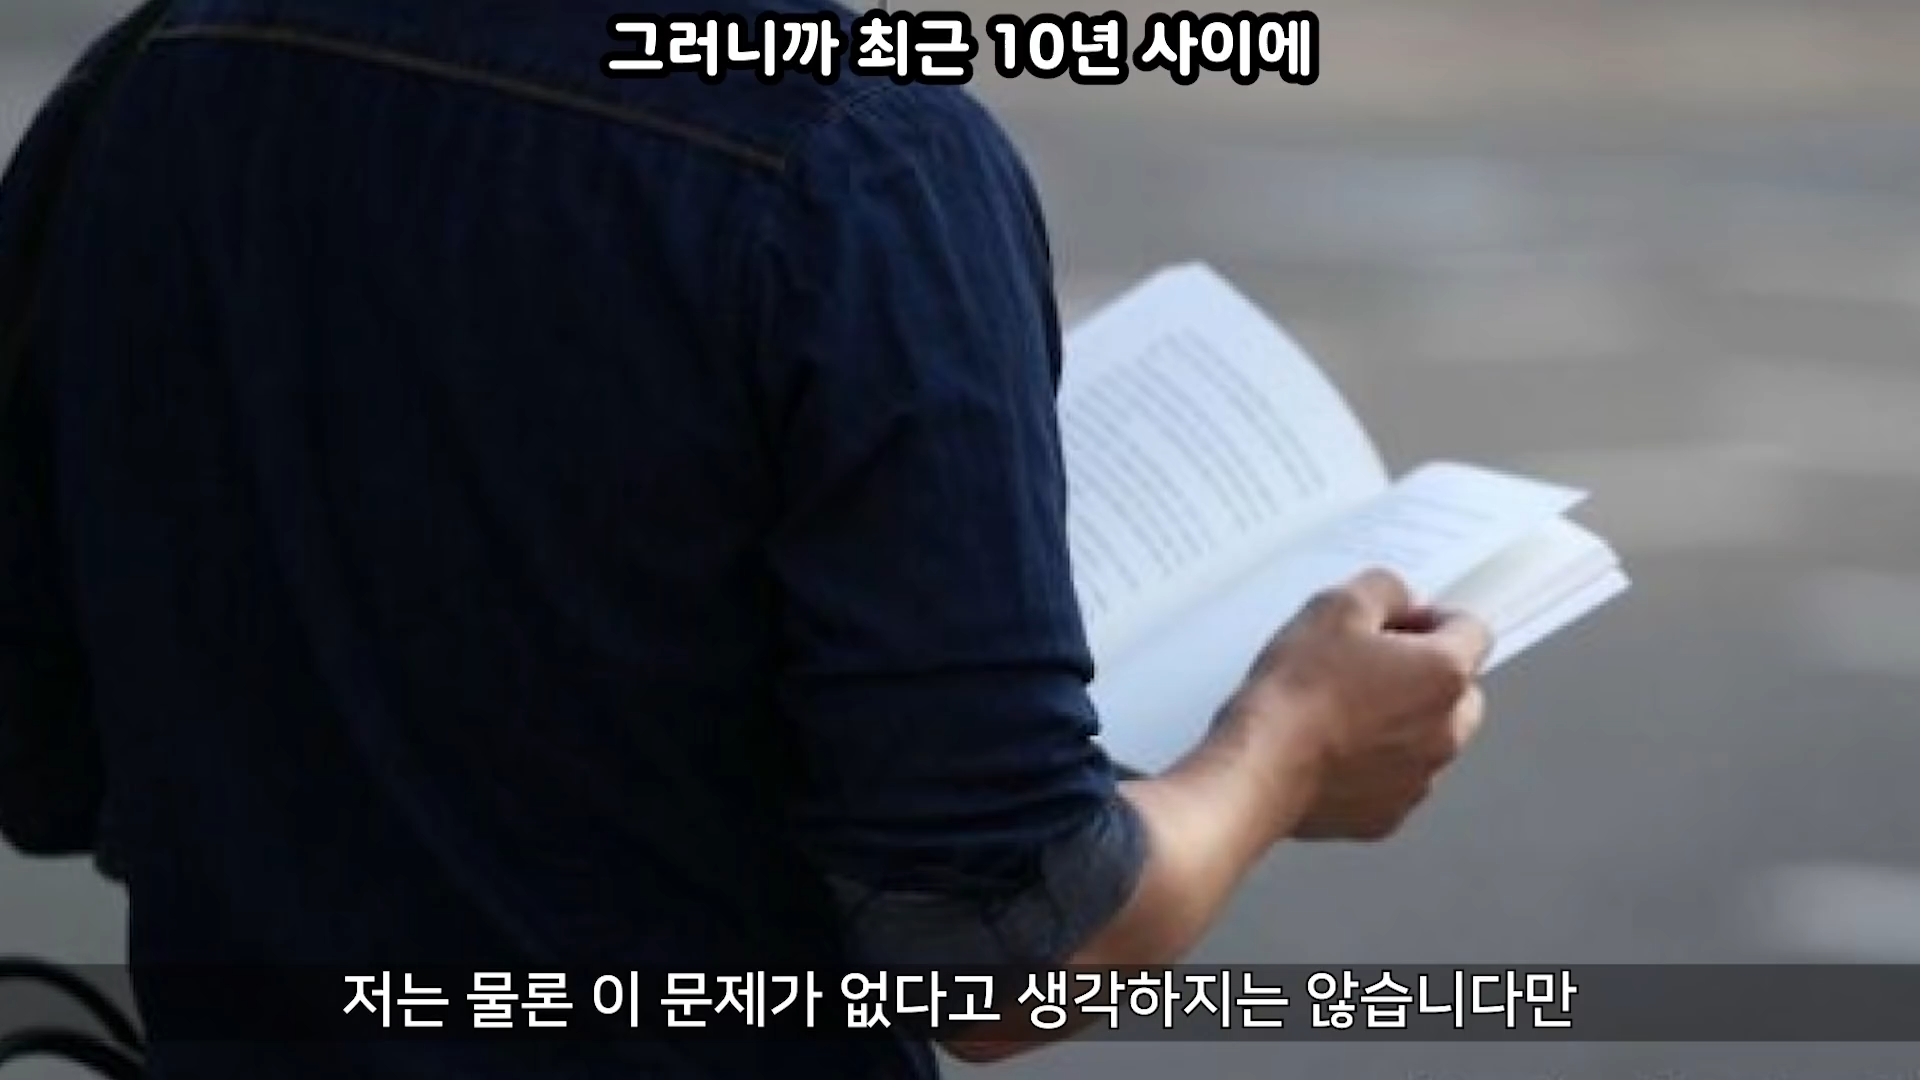 그러니까 최근 10년 사이에
저는 물론 이 문제가 없다고 생각하지는 않습니다만